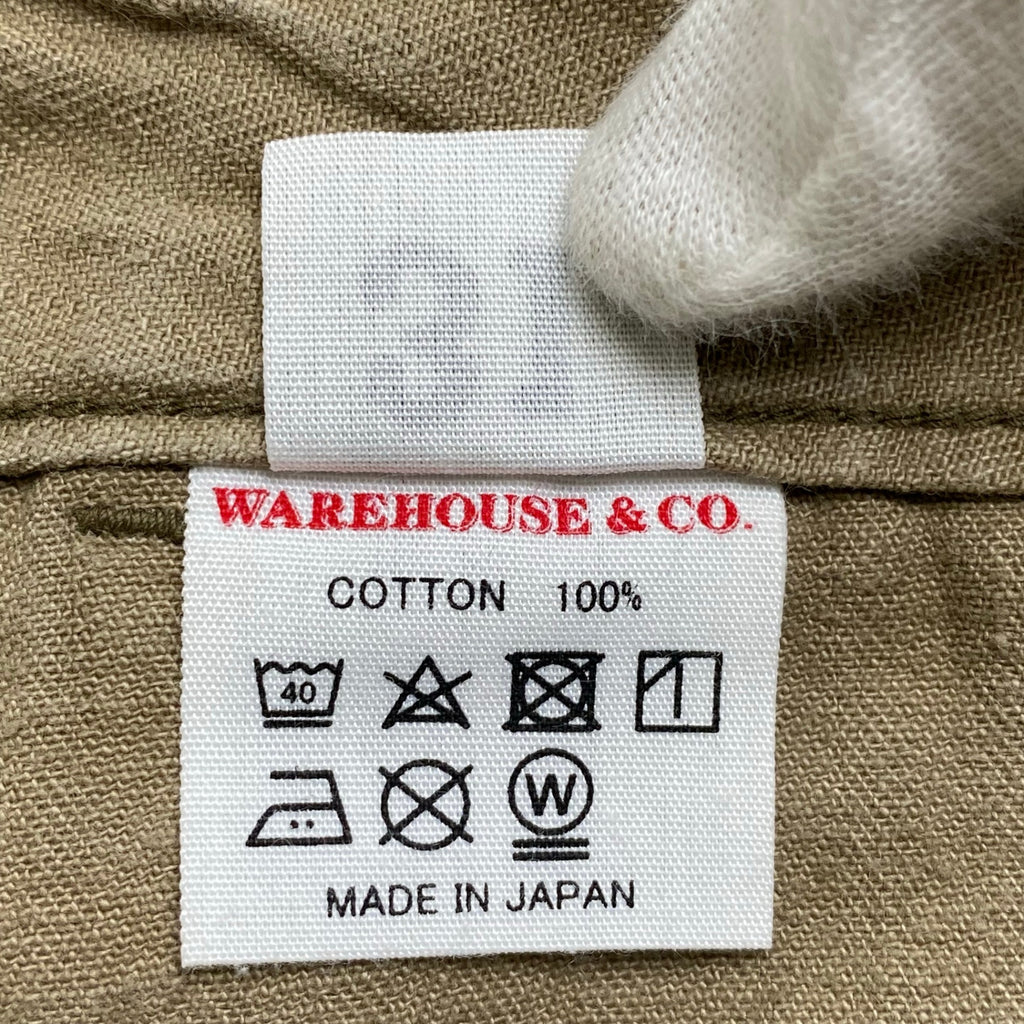 WAREHOUSE & CO.
COTTON 100%
40
W
MADE IN JAPAN